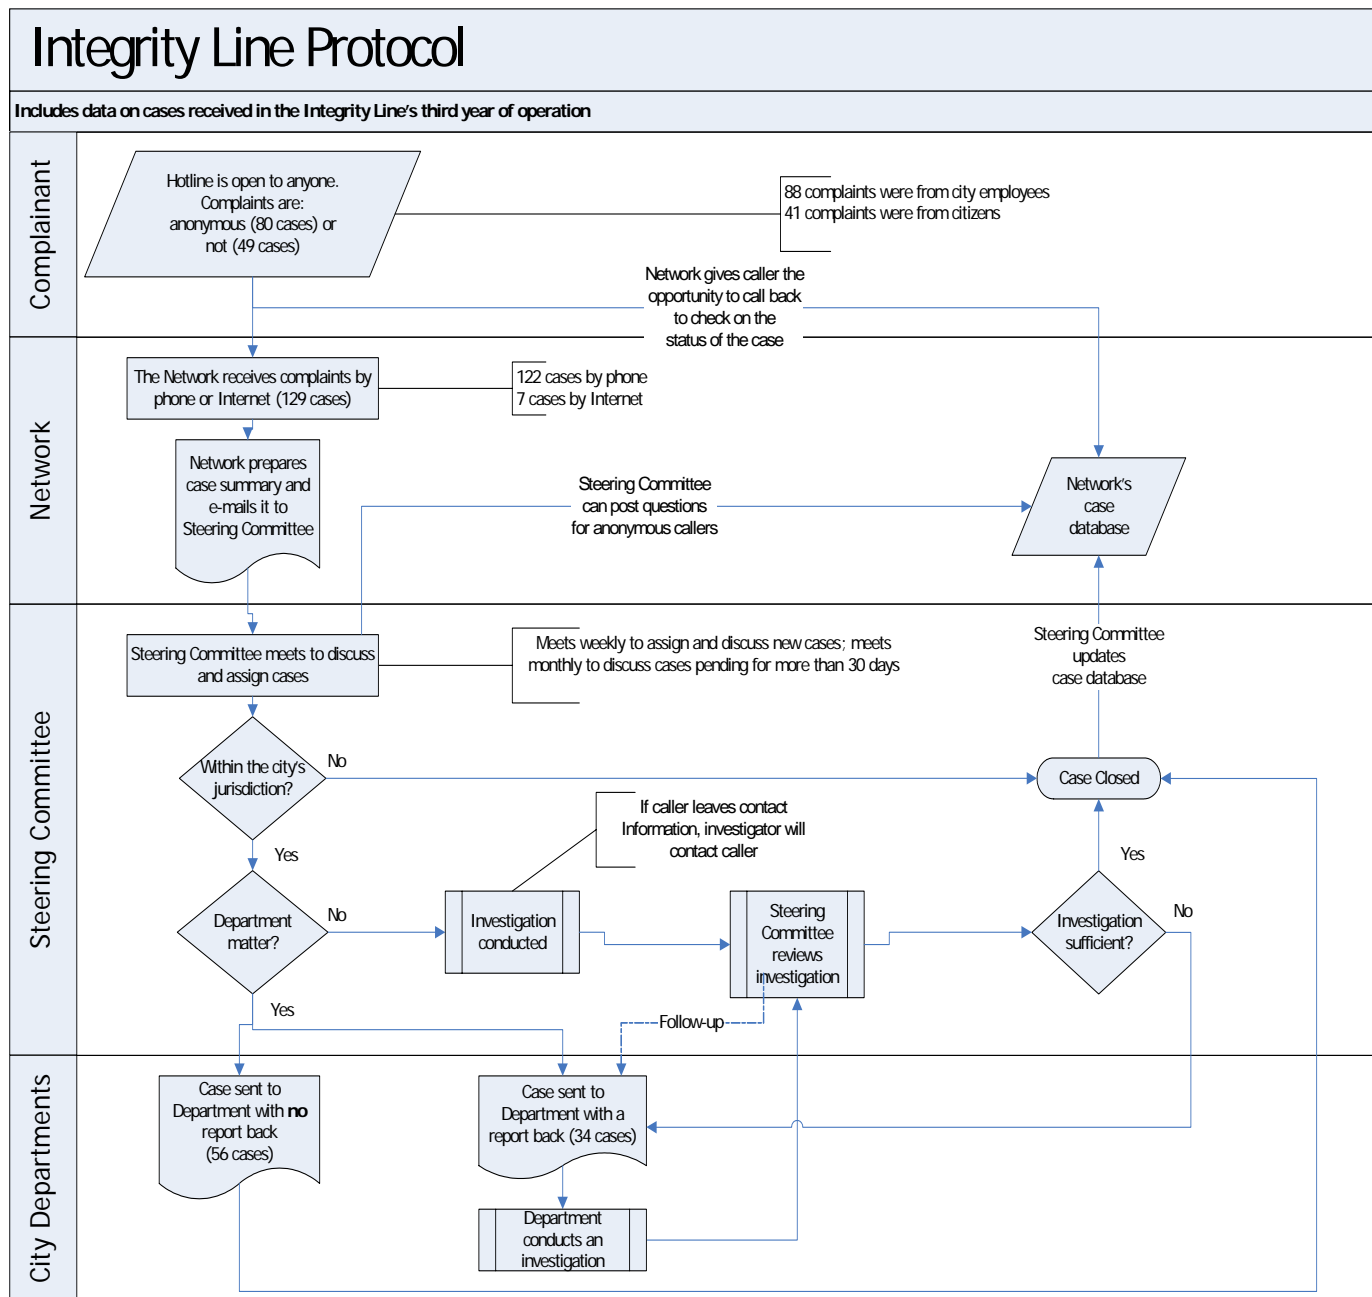 Integrity Line Protocol
Includes data on cases received in the Integrity Line's third year of operation
Complainant
Hotline is open to anyone.
Complaints are:
anonymous (80 cases) or
not (49 cases)
88 complaints were from city employees
41 complaints were from citizens
Network gives caller the
opportunity to call back
to check on the
status of the case
Network
The Network receives complaints by
phone or Internet (129 cases)
122 cases by phone
7 cases by Internet
Network prepares
case summary and
e-mails it to
Steering Committee
Steering Committee
can post questions
for anonymous callers
Network's
case
database
Steering Committee
Steering Committee meets to discuss
and assign cases
Meets weekly to assign and discuss new cases; meets
monthly to discuss cases pending for more than 30 days
Steering Committee
updates
case database
Within the city's
jurisdiction?
No
Case Closed
Yes
If caller leaves contact
Information, investigator will
contact caller
Department
matter?
No
Investigation
conducted
Steering
Committee
reviews
investigation
Yes
Investigation
sufficient?
No
Yes
Follow-up
City Departments
Case sent to
Department with no
report back
(56 cases)
Case sent to
Department with a
report back (34 cases)
Department
conducts an
investigation